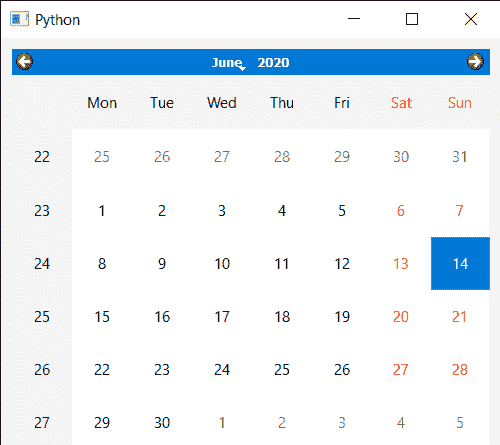 Python
June 2020
Mon Tue Wed Thu Fri Sat Sun
22 25 26 27 28 29 30 31
23 1 2 3 4 5 6 7
24 8 9 10 11 12 13 14
25 15 16 17 18 19 20 21
26 22 23 24 25 26 27 28
27 29 30 1 2 3 4 5